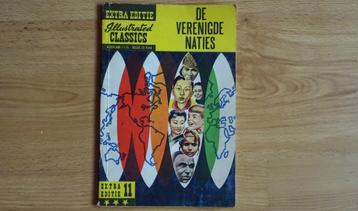 EXTRA EDITIE
Illustrated
CLASSICS
DE
VERENIGDE
NATIES
EXTRA
EDITIE 11